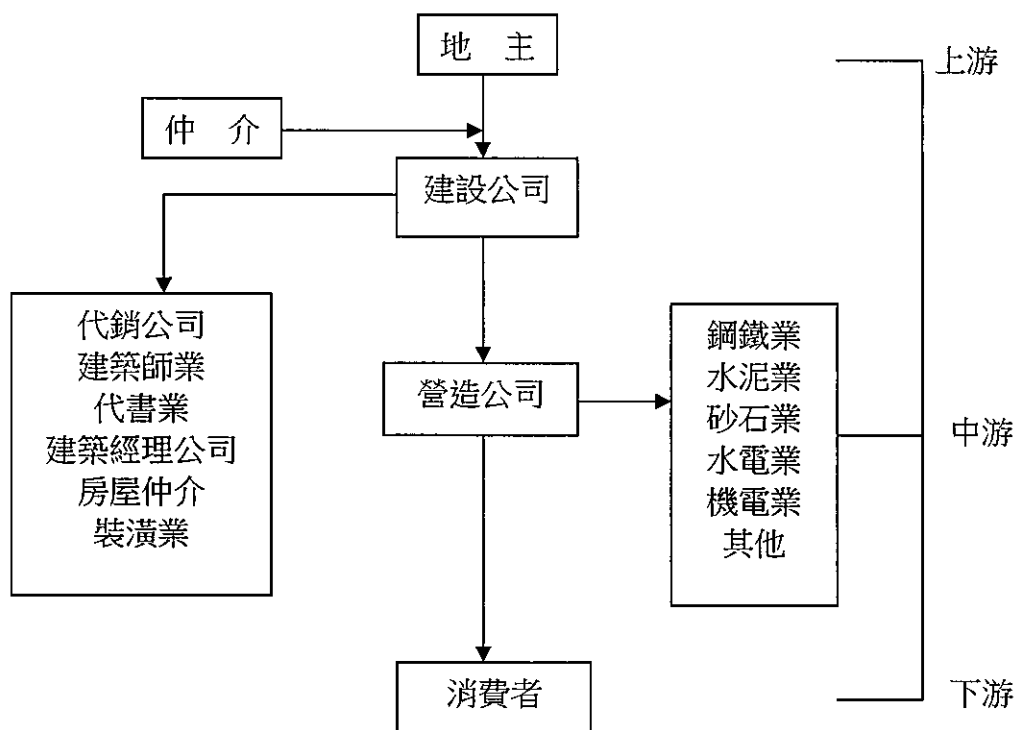 地 主
上游
仲 介
建設公司
代銷公司
建築師業
代書業
建築經理公司
房屋仲介
裝潢業
營造公司
鋼鐵業
水泥業
砂石業
水電業
機電業
其他
中游
消費者
下游